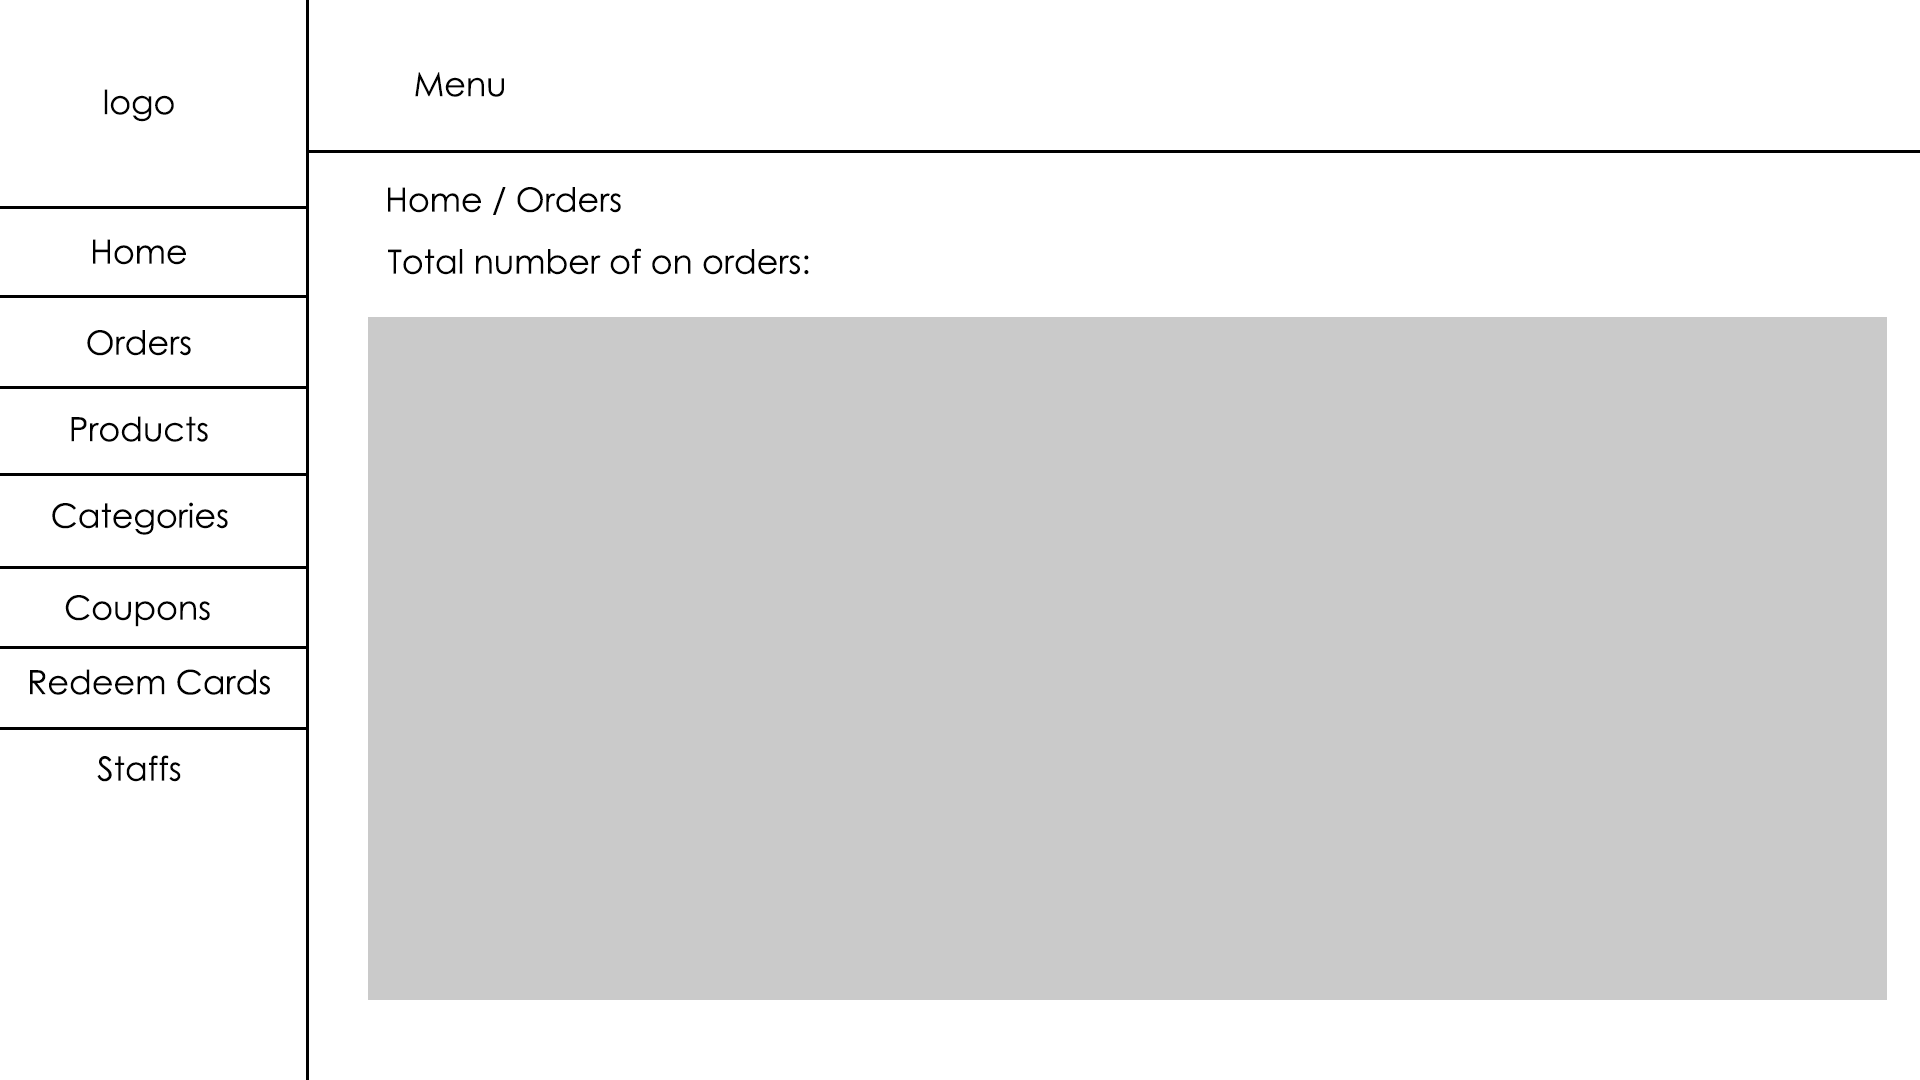 logo
Menu
Home / Orders
Total number of on orders:
Home
Orders
Products
Categories
Coupons
Redeem Cards
Staffs